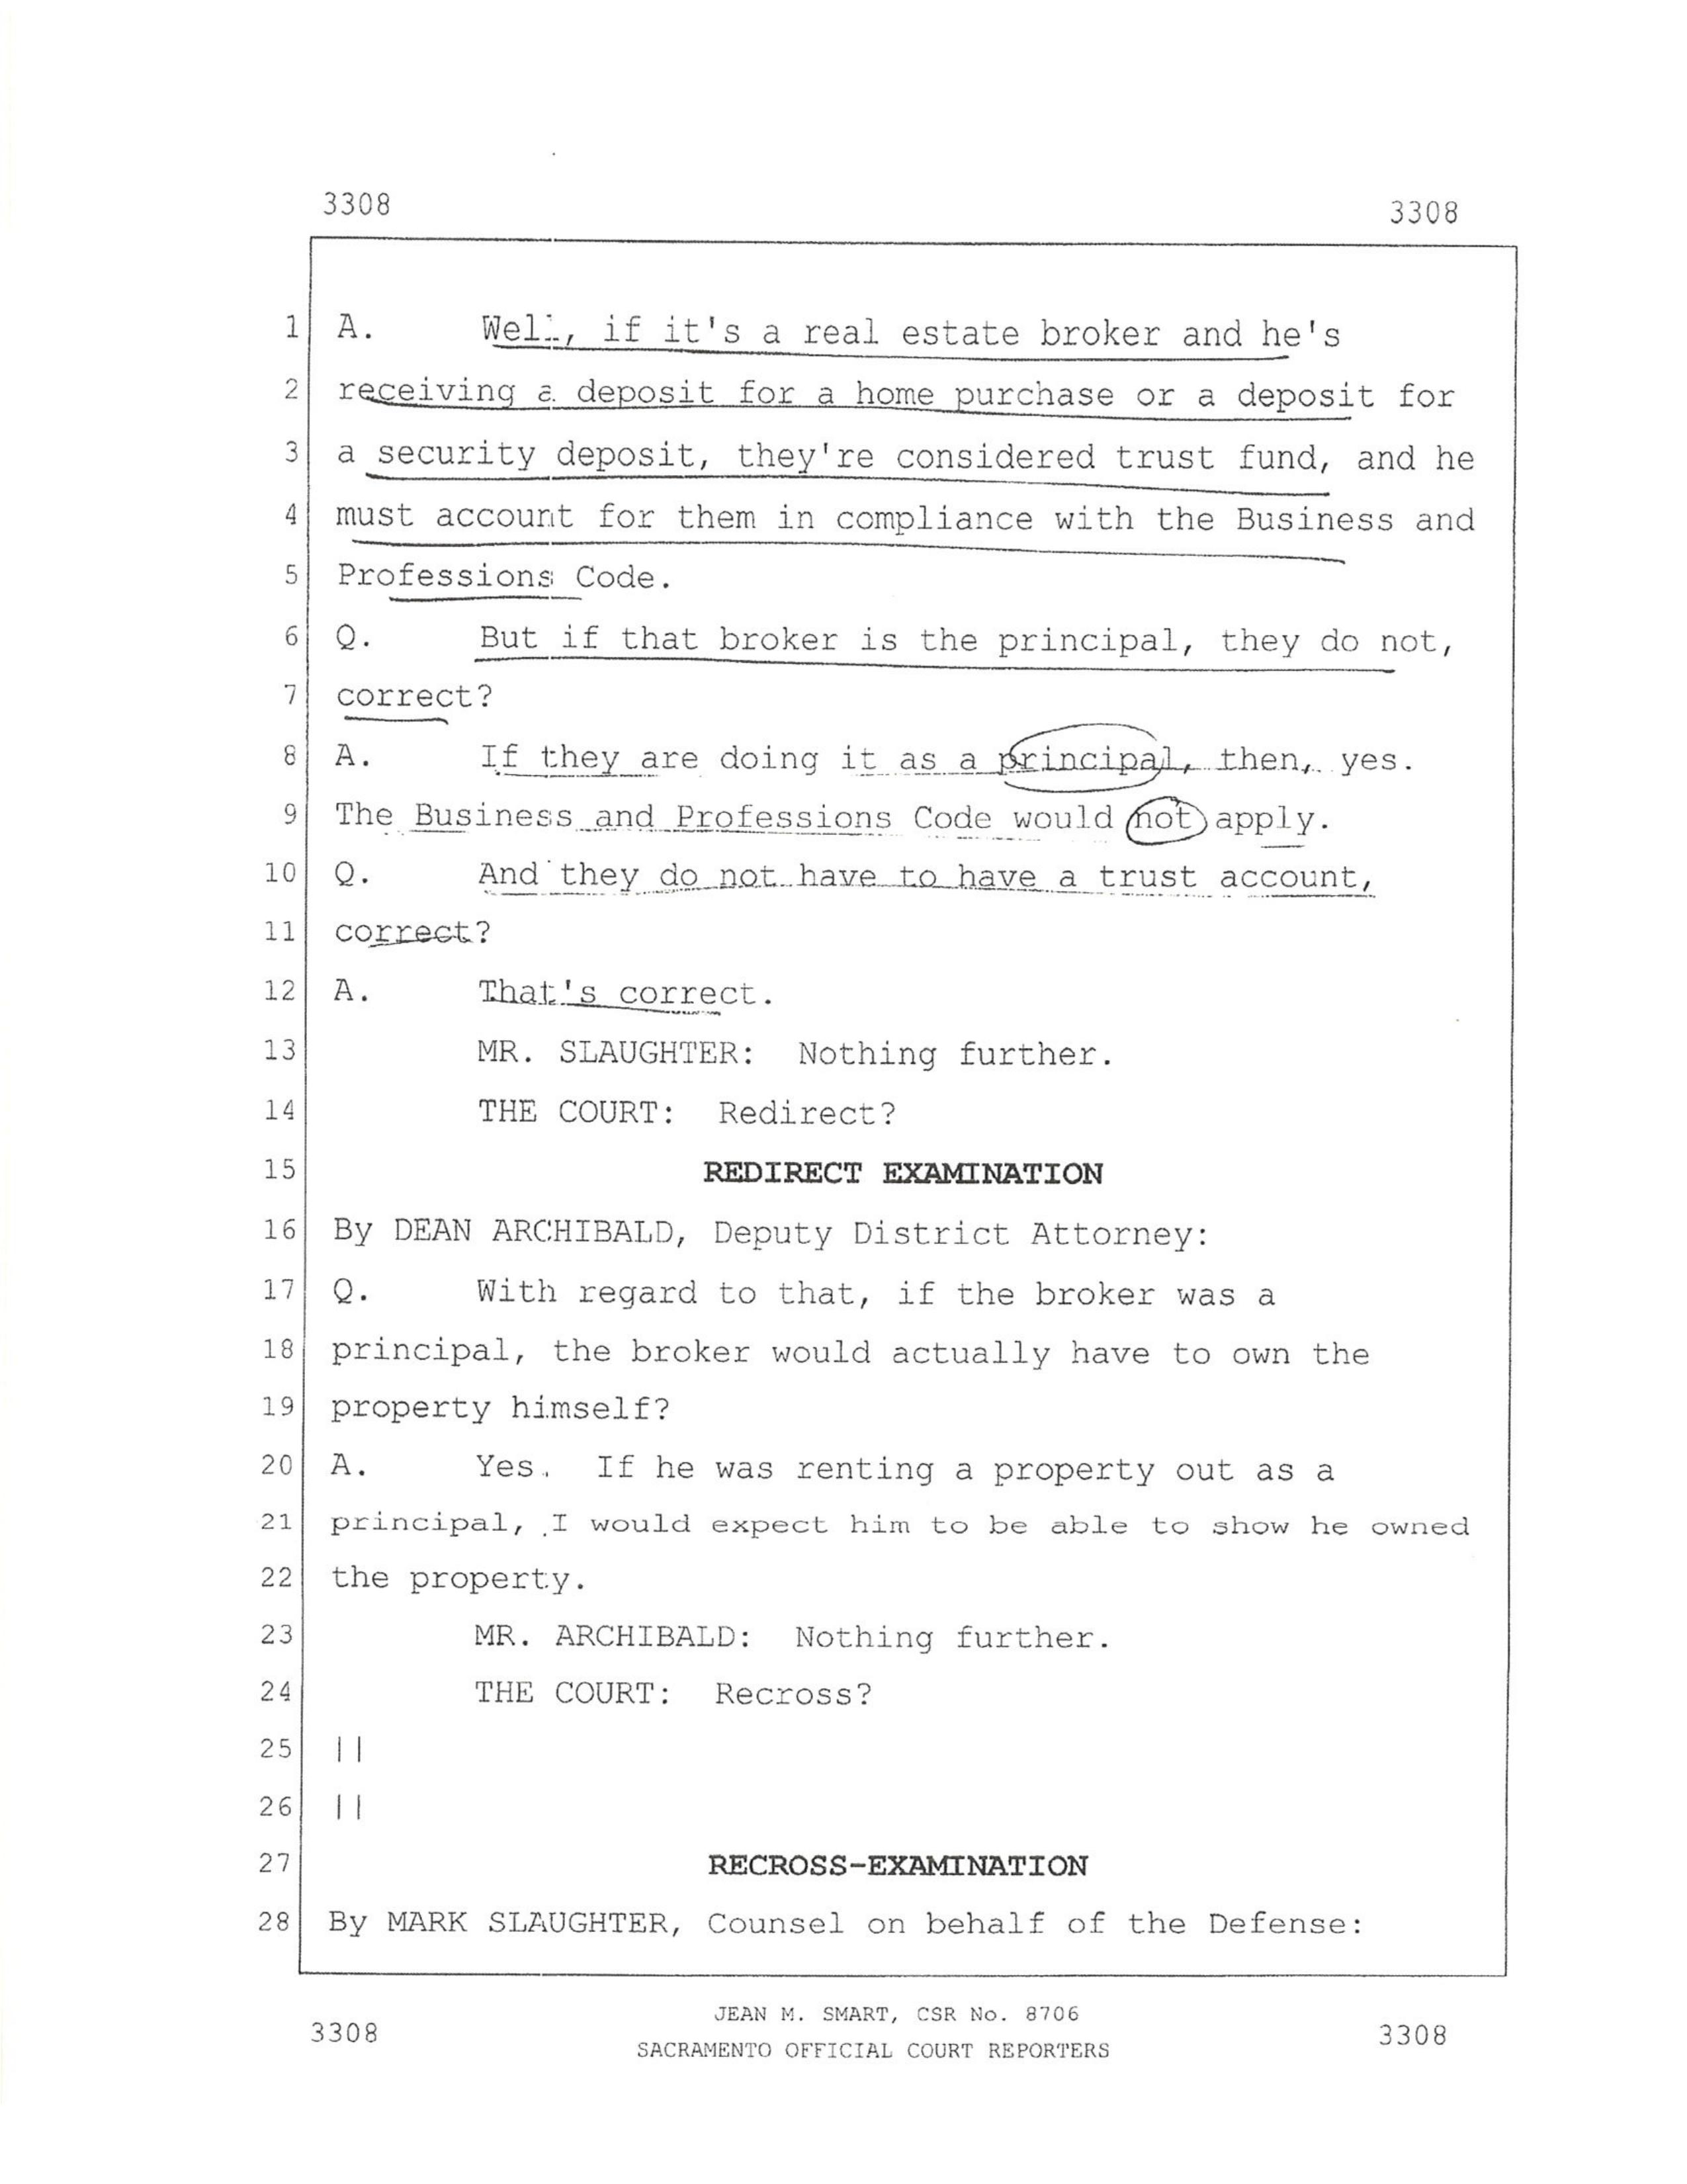 3308 3308
1 A. Well, if it's a real estate broker and he's
2 receiving a deposit for a home purchase or a deposit for
3 a security deposit, they're considered trust fund, and he
4 must account for them in compliance with the Business and
5 Professions Code.
6 Q. But if that broker is the principal, they do not,
7 correct?
8 A. If they are doing it as a principal, then, yes.
9 The Business and Professions Code would not apply.
10 Q. And they do not have to have a trust account,
11 correct?
12 A. That's correct.
13 MR. SLAUGHTER: Nothing further.
14 THE COURT: Redirect?
15 REDIRECT EXAMINATION
16 By DEAN ARCHIBALD, Deputy District Attorney:
17 Q. With regard to that, if the broker was a
18 principal, the broker would actually have to own the
19 property himself?
20 A. Yes. If he was renting a property out as a
21 principal, I would expect him to be able to show he owned
22 the property.
23 MR. ARCHIBALD: Nothing further.
24 THE COURT: Recross?
25 ||
26 ||
27 RECROSS-EXAMINATION
28 By MARK SLAUGHTER, Counsel on behalf of the Defense:
JEAN M. SMART, CSR No. 8706
3308 SACRAMENTO OFFICIAL COURT REPORTERS 3308